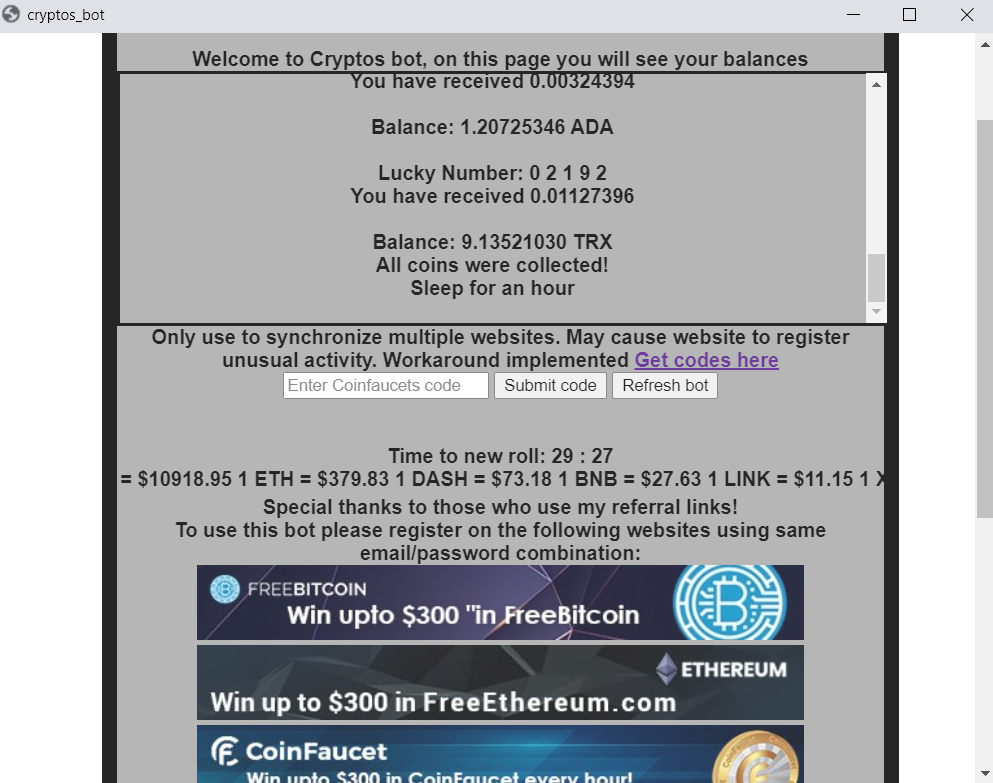 cryptos_bot
Welcome to Cryptos bot, on this page you will see your balances
You have received 0.00324394
Balance: 1.20725346 ADA
Lucky Number: 0 2 1 9 2
You have received 0.01127396
Balance: 9.13521030 TRX
All coins were collected!
Sleep for an hour
Only use to synchronize multiple websites. May cause website to register
unusual activity. Workaround implemented Get codes here
Enter Coinfaucets code Submit code Refresh bot
Time to new roll: 29 : 27
= $10918.95 1 ETH = $379.83 1 DASH = $73.18 1 BNB = $27.63 1 LINK = $11.15 1 X
Special thanks to those who use my referral links!
To use this bot please register on the following websites using same
email/password combination:
FREEBITCOIN
Win upto $300 "in FreeBitcoin
ETHEREUM
Win up to $300 in FreeEthereum.com
CoinFaucet
Win upto $300 in CoinFaucet every hour!